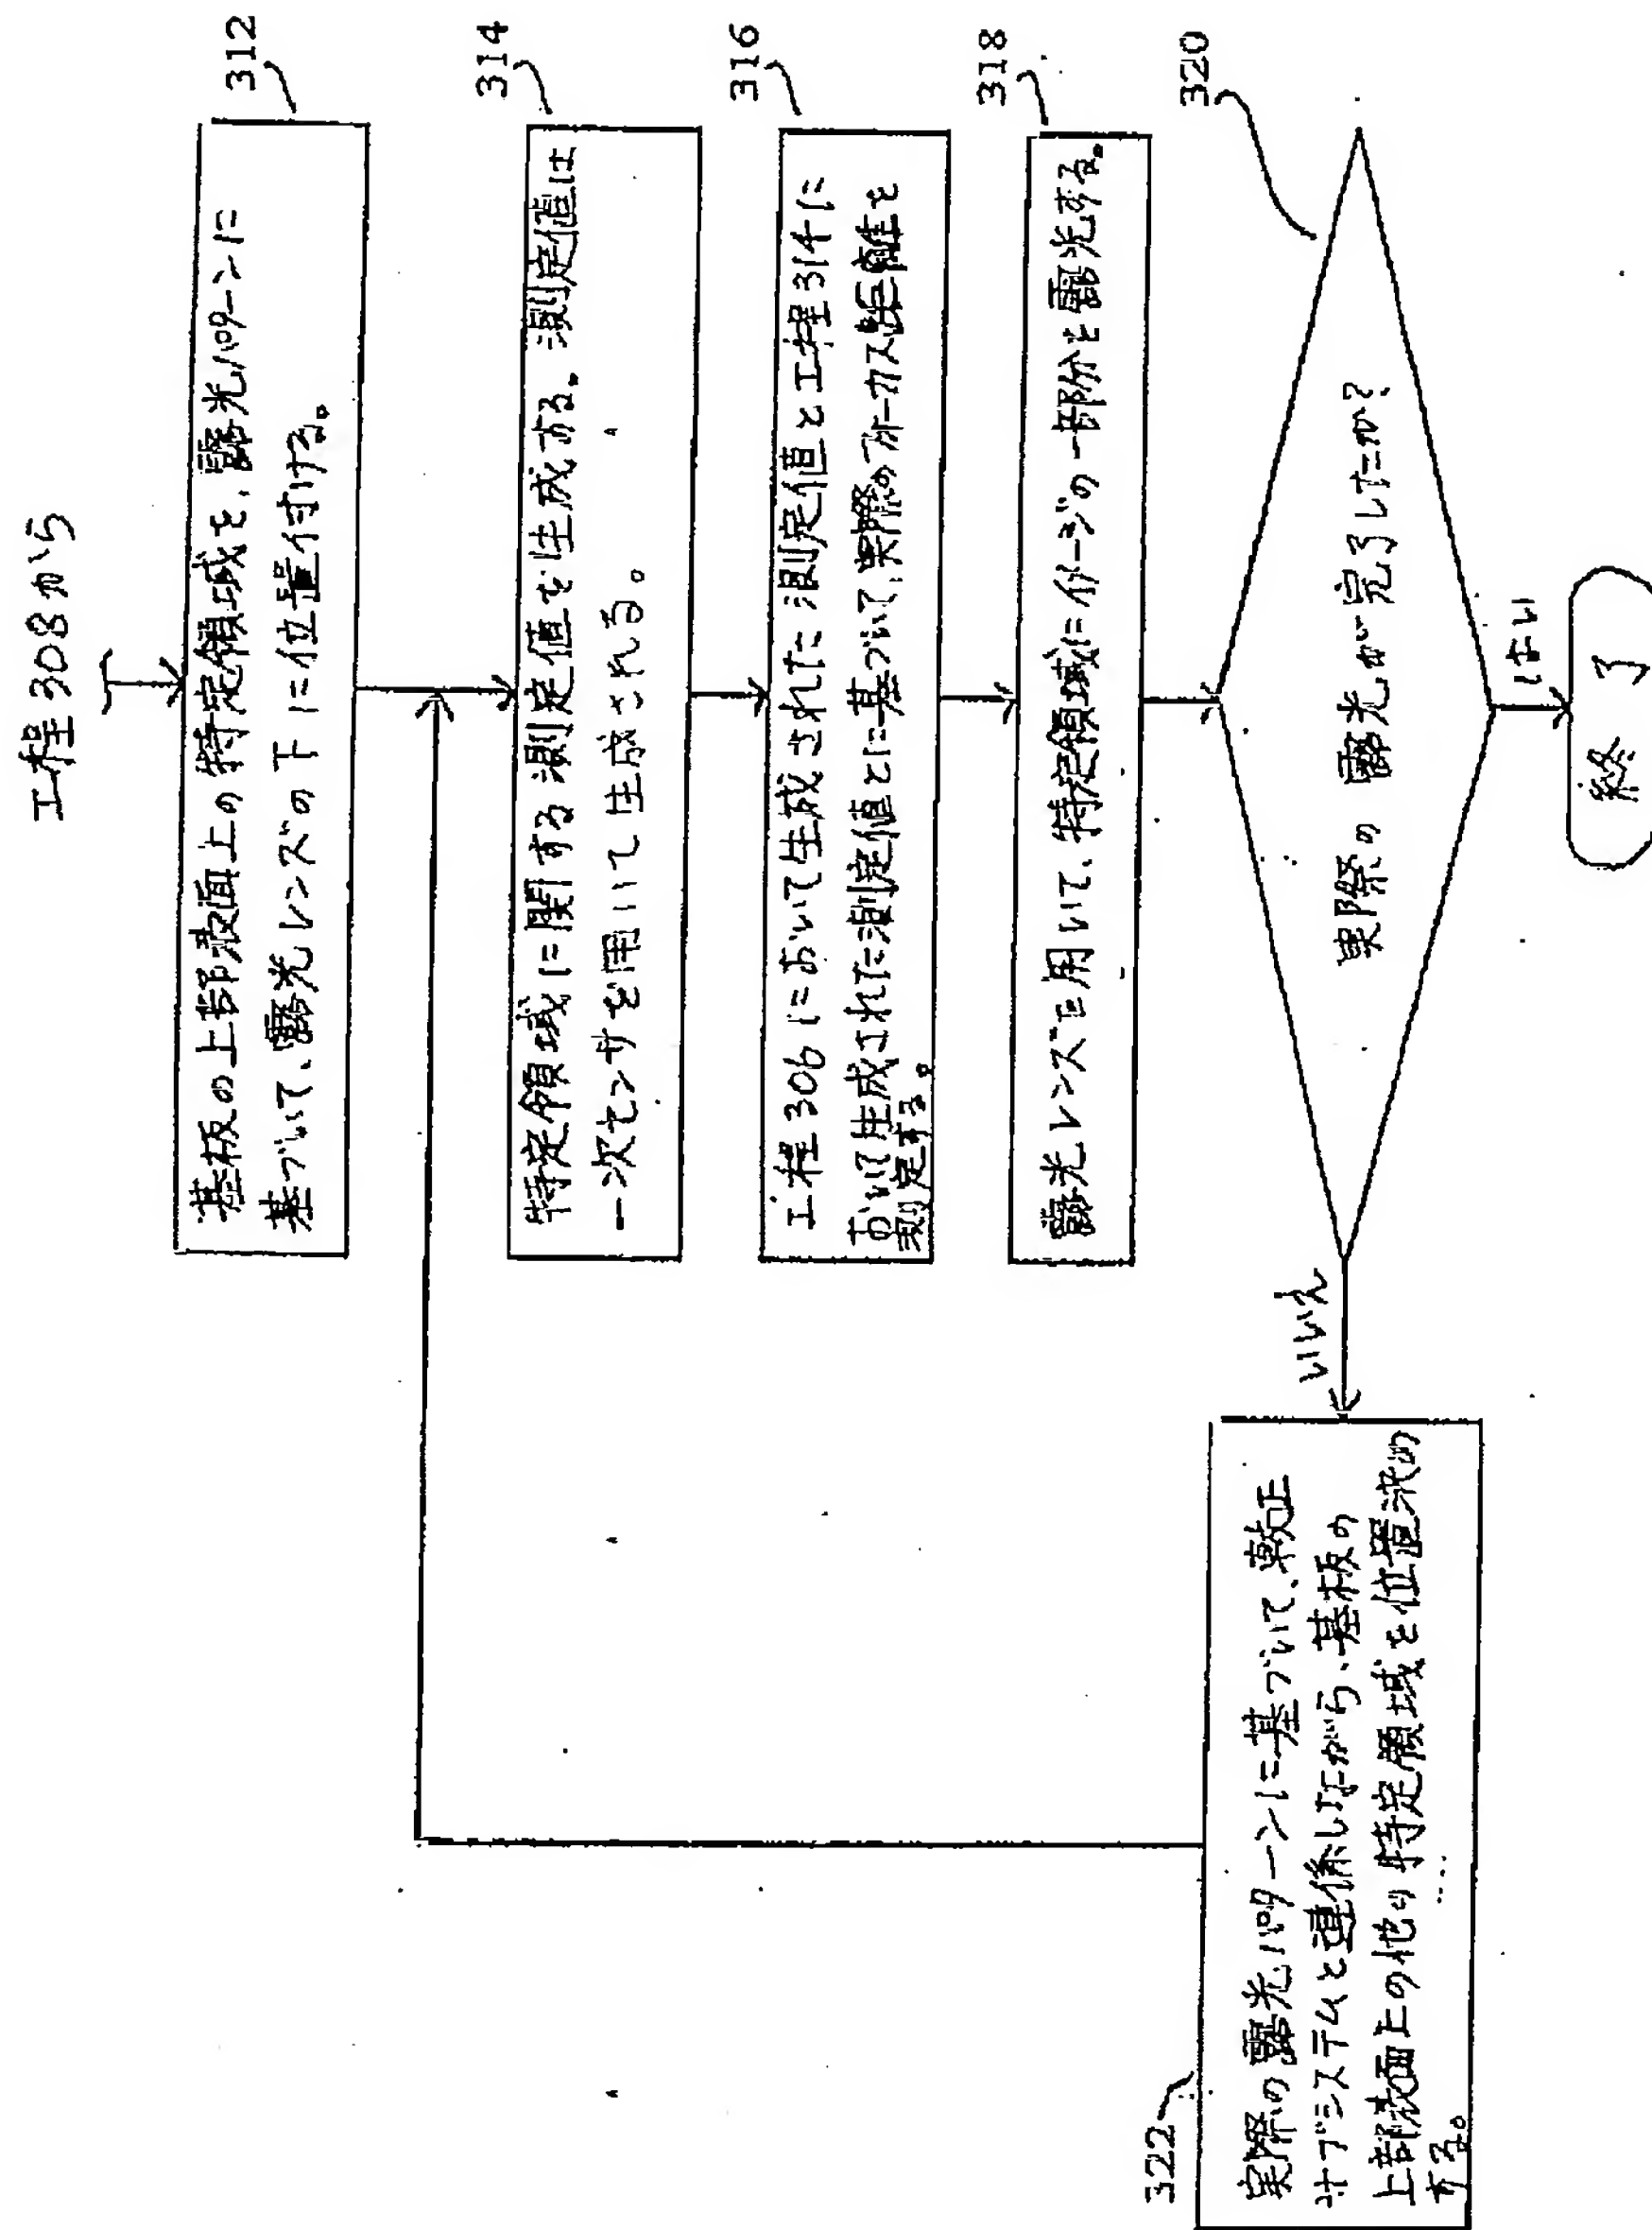 工程308から
312
基板の上部表面上の特定領域を、露光パターンに
基づいて、露光レンズの下に位置付ける。
314
特定領域に関する測定値を生成する。測定値は
一次センサを用いて生成される。
316
工程306において生成された測定値と工程314に
おいて生成された測定値とに基づいて、実際のフォーカス距離を
測定する。
318
露光レンズを用いて、特定領域にイメージの一部分を露光する。
320
実際の露光が完了したか?
はい
終了
いいえ
322
実際の露光パターンに基づいて、較正
サブシステムと連係しながら、基板の
上部表面上の他の特定領域を位置決め
する。